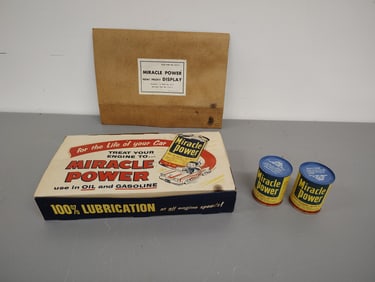 MIRACLE POWER
DISPLAY
for the Life of your Car
TREAT YOUR
ENGINE TO...
MIRACLE
POWER
use in OIL and GASOLINE
Miracle
Power
100% LUBRICATION at all engine speeds!
Miracle
Power
Miracle
Power